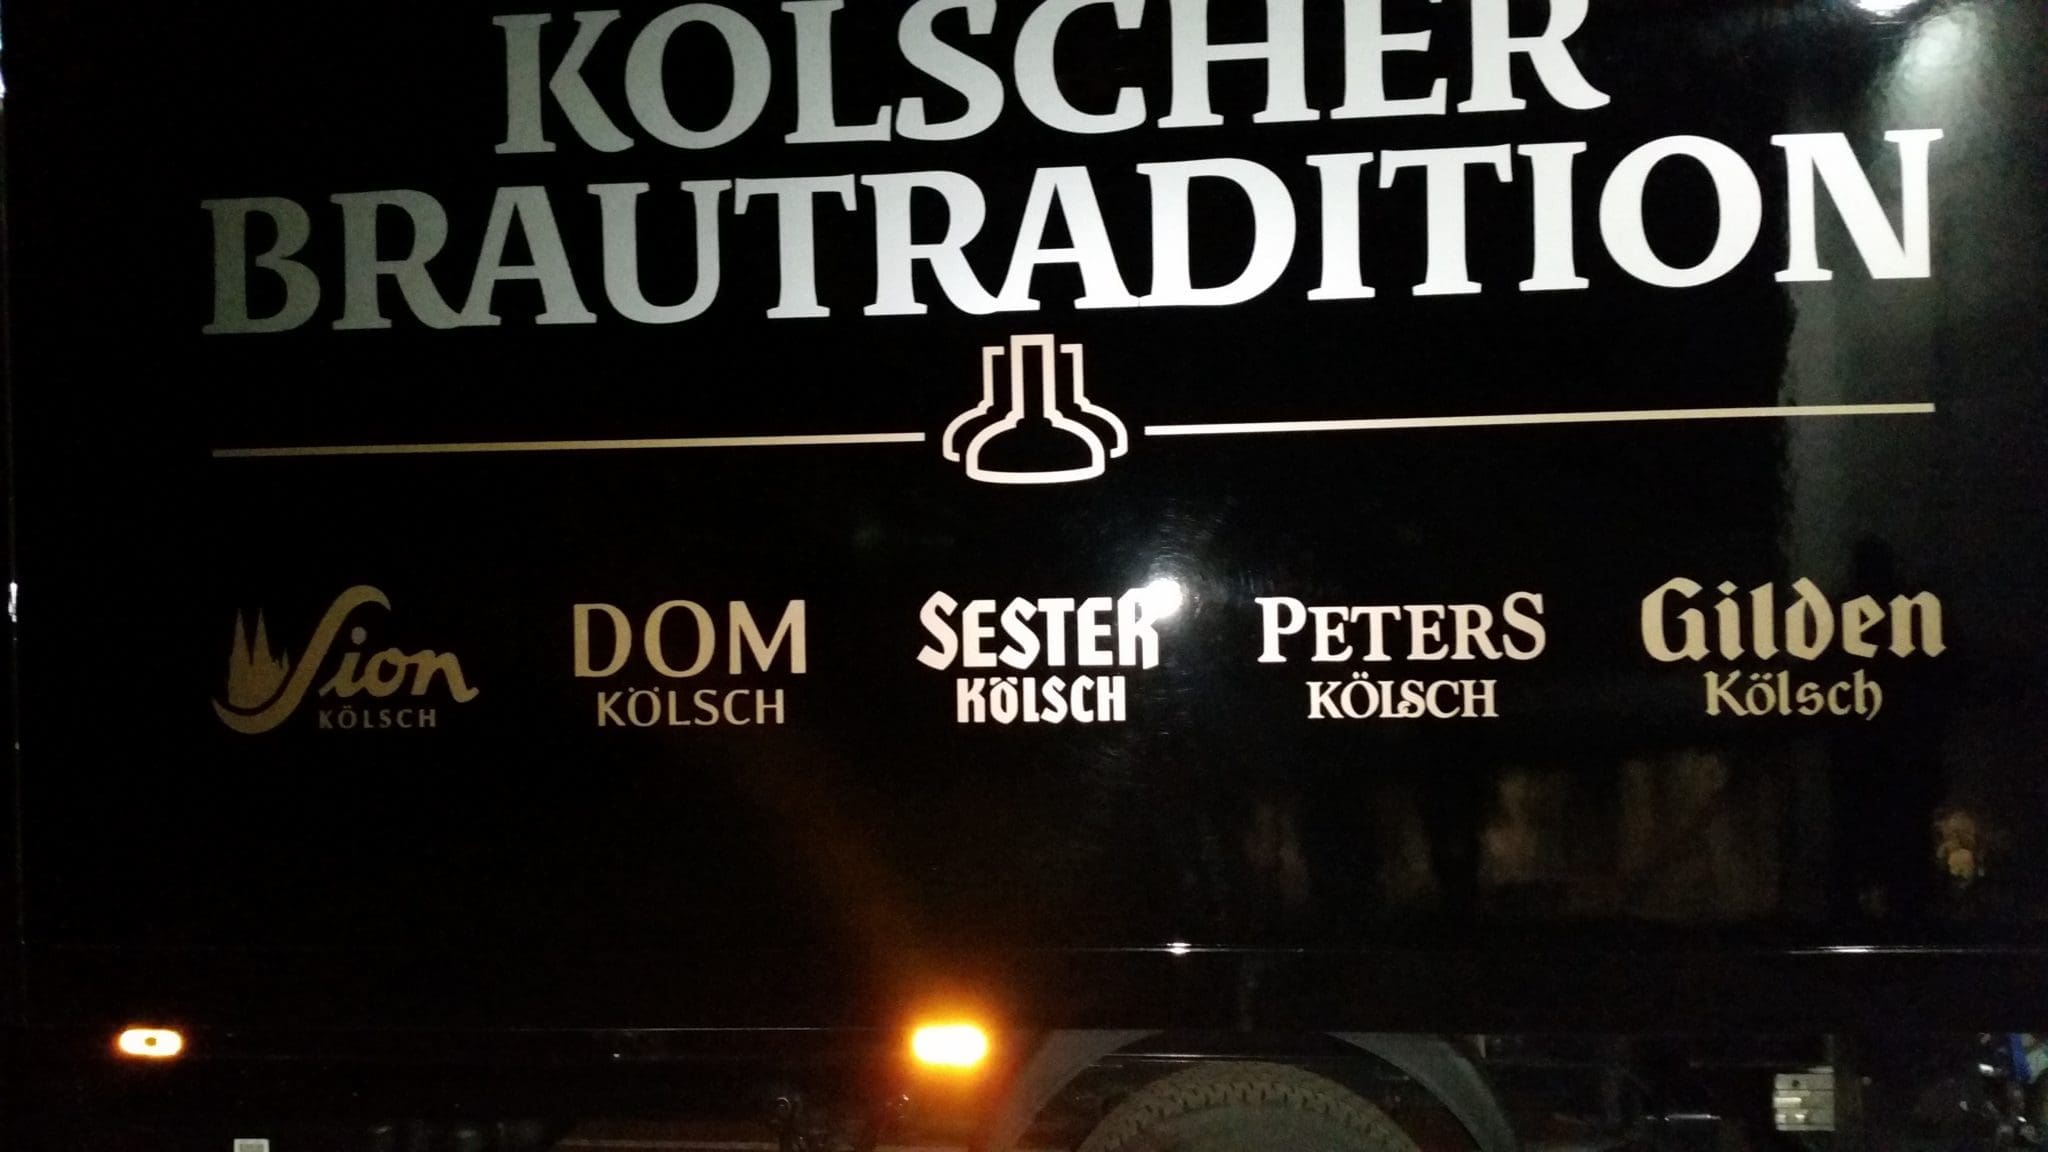 KÖLSCHER
BRAUTRADITION
Sion
KÖLSCH
DOM
KÖLSCH
SESTER
KÖLSCH
PETERS
KÖLSCH
Gilden
Kölsch